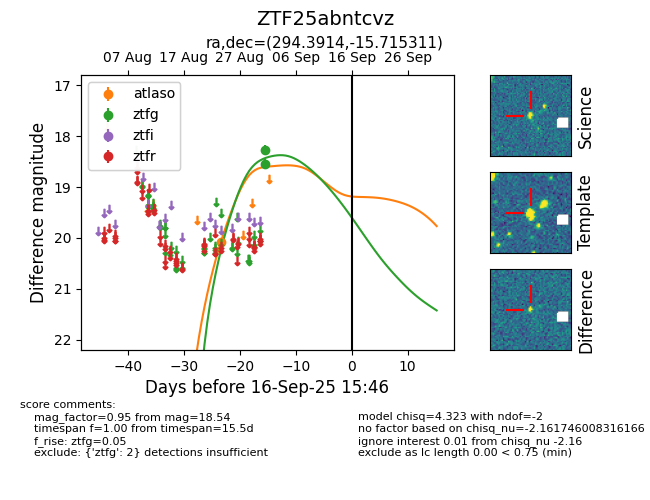 ZTF25abntcvz
ra,dec=(294.3914,-15.715311)
07 Aug 17 Aug 27 Aug 06 Sep 16 Sep 26 Sep
17
18
19
20
21
22
Difference magnitude
atlaso
ztfg
ztfi
ztfr
−40 −30 −20 −10 0 10
Days before 16-Sep-25 15:46
Science
Template
Difference
score comments:
mag_factor=0.95 from mag=18.54
timespan f=1.00 from timespan=15.5d
f_rise: ztfg=0.05
exclude: {'ztfg': 2} detections insufficient
model chisq=4.323 with ndof=-2
no factor based on chisq_nu=-2.161746008316166
ignore interest 0.01 from chisq_nu -2.16
exclude as lc length 0.00 < 0.75 (min)